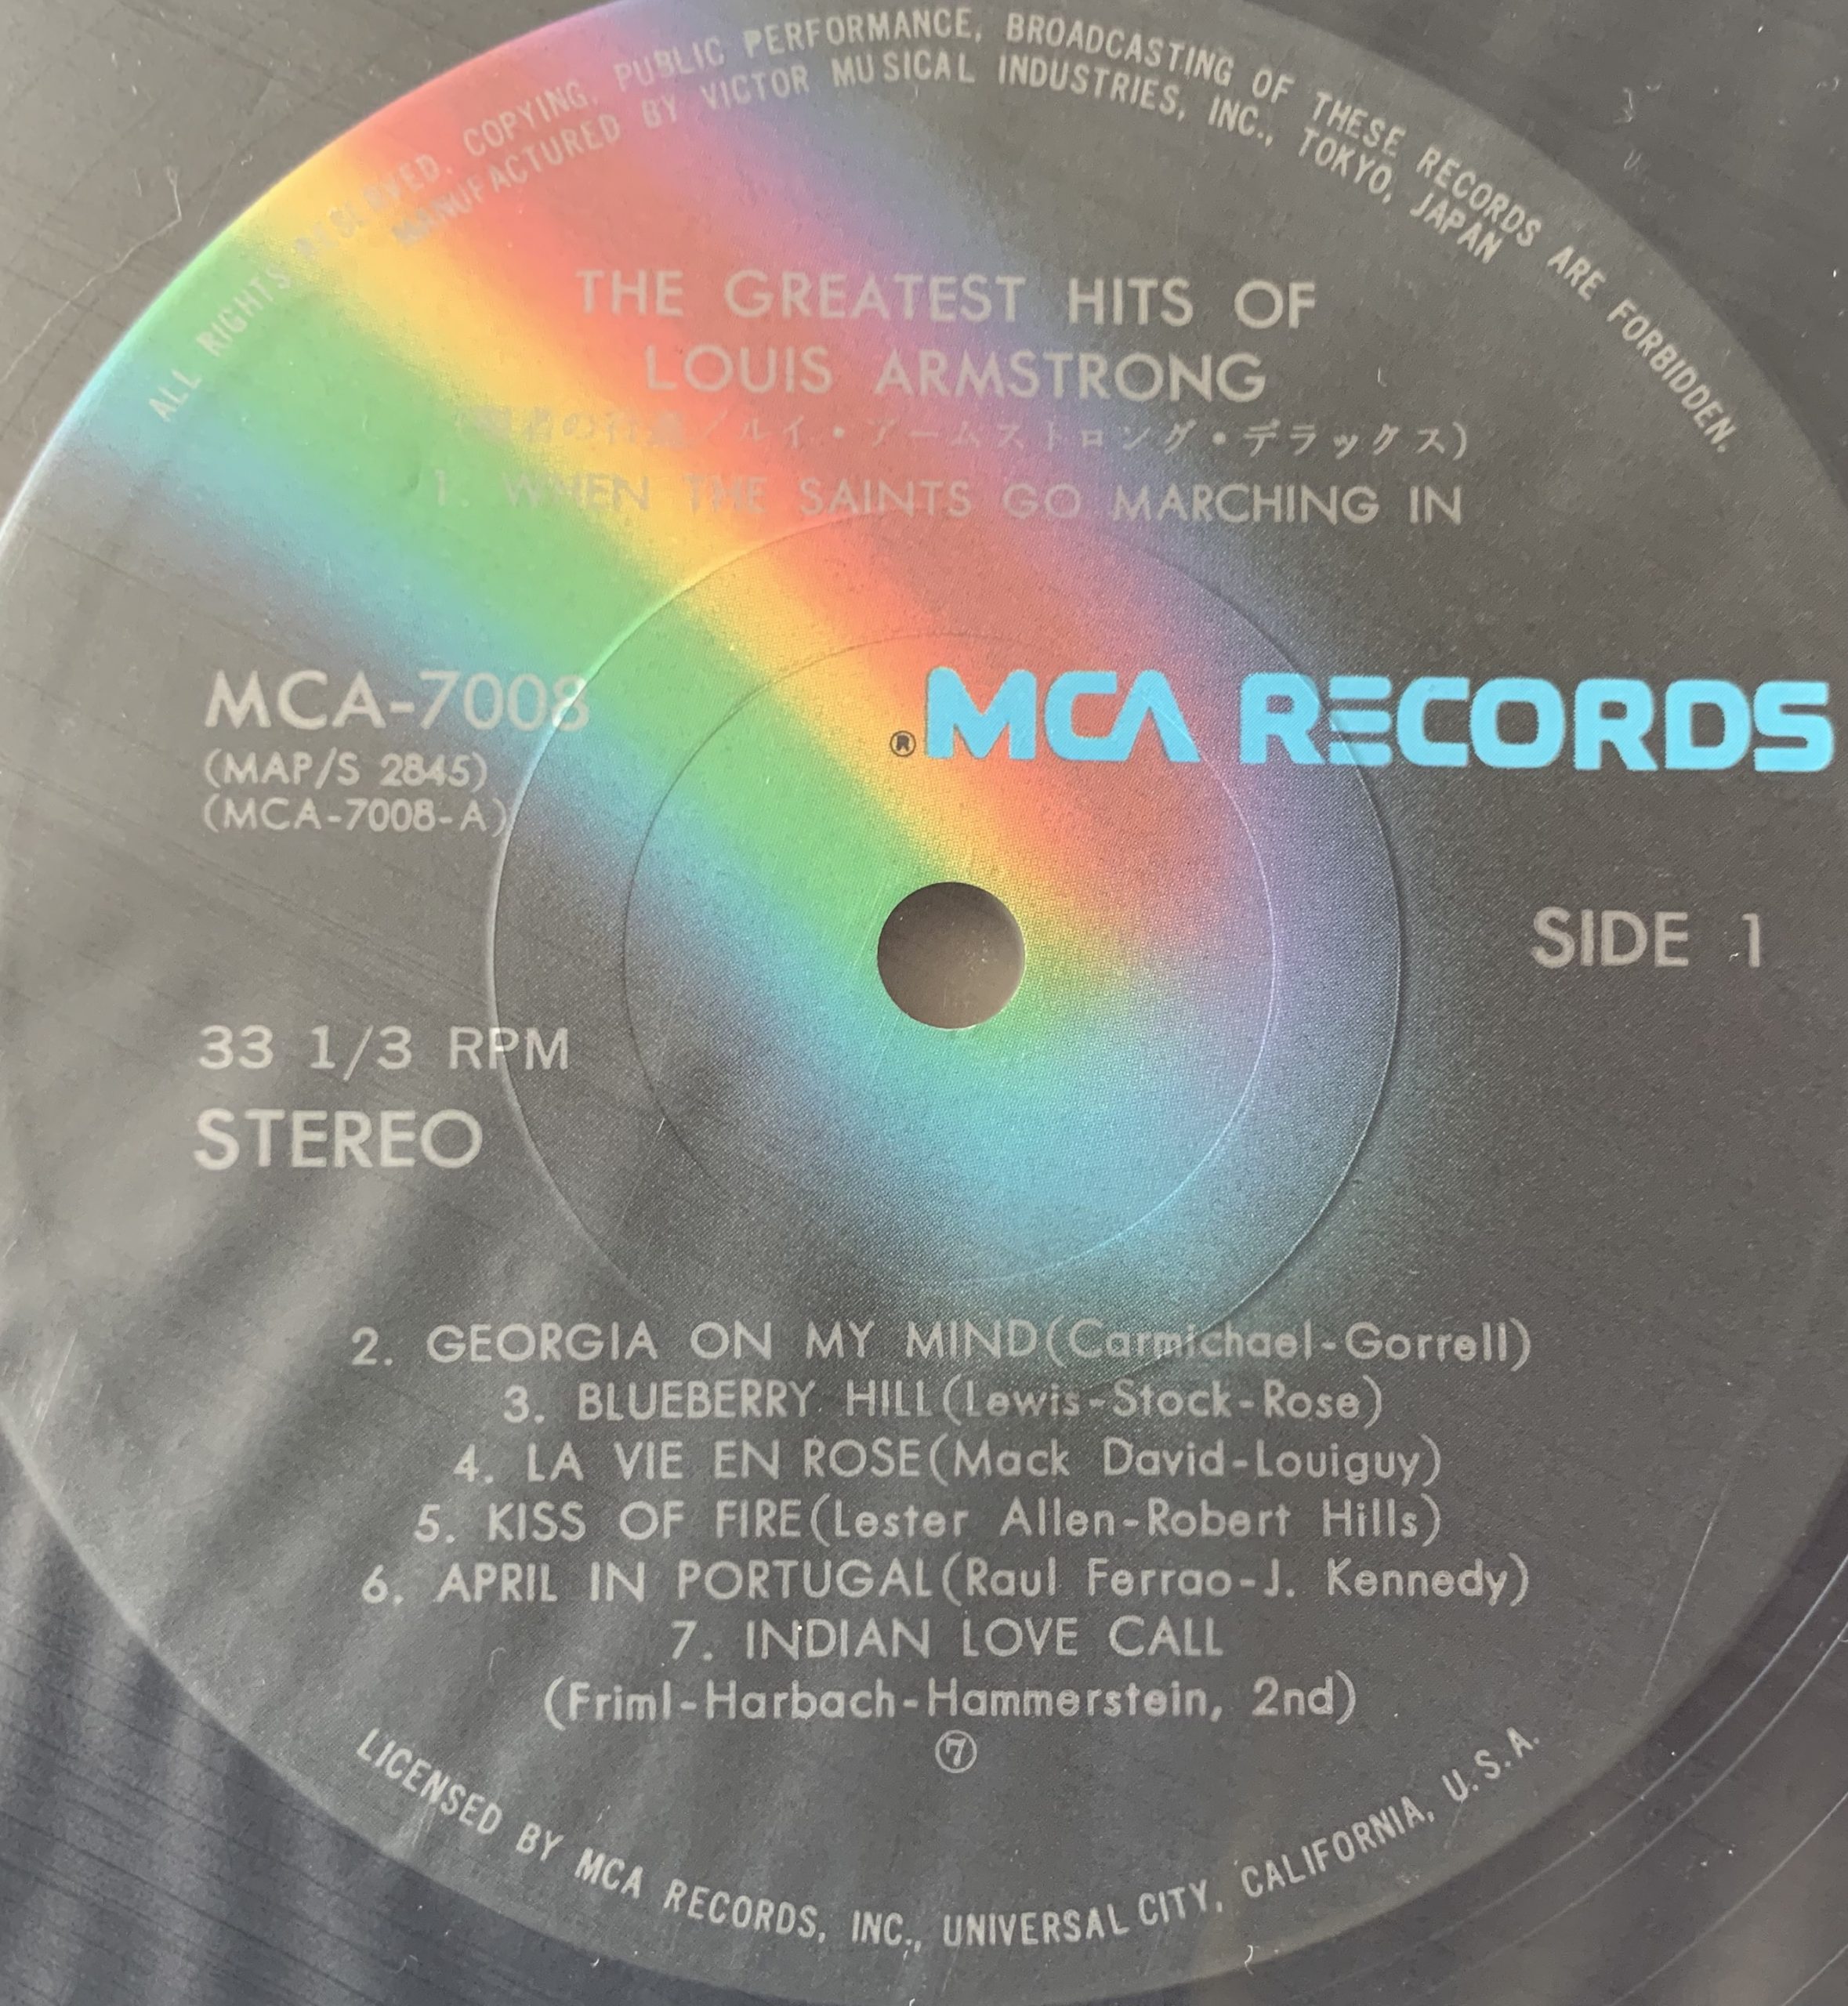 ALL RIGHTS RESERVED. COPYING, PUBLIC PERFORMANCE, BROADCASTING OF THESE RECORDS ARE FORBIDDEN.
MANUFACTURED BY VICTOR MUSICAL INDUSTRIES, INC., TOKYO, JAPAN
THE GREATEST HITS OF
LOUIS ARMSTRONG
(聖者の行進/ルイ・アームストロング・デラックス)
1. WHEN THE SAINTS GO MARCHING IN
MCA-7008
(MAP/S 2845)
(MCA-7008-A)
® MCA RECORDS
SIDE 1
33 1/3 RPM
STEREO
2. GEORGIA ON MY MIND(Carmichael-Gorrell)
3. BLUEBERRY HILL(Lewis-Stock-Rose)
4. LA VIE EN ROSE(Mack David-Louiguy)
5. KISS OF FIRE(Lester Allen-Robert Hills)
6. APRIL IN PORTUGAL(Raul Ferrao-J. Kennedy)
7. INDIAN LOVE CALL
(Friml-Harbach-Hammerstein, 2nd)
⑦
LICENSED BY MCA RECORDS, INC., UNIVERSAL CITY, CALIFORNIA, U.S.A.